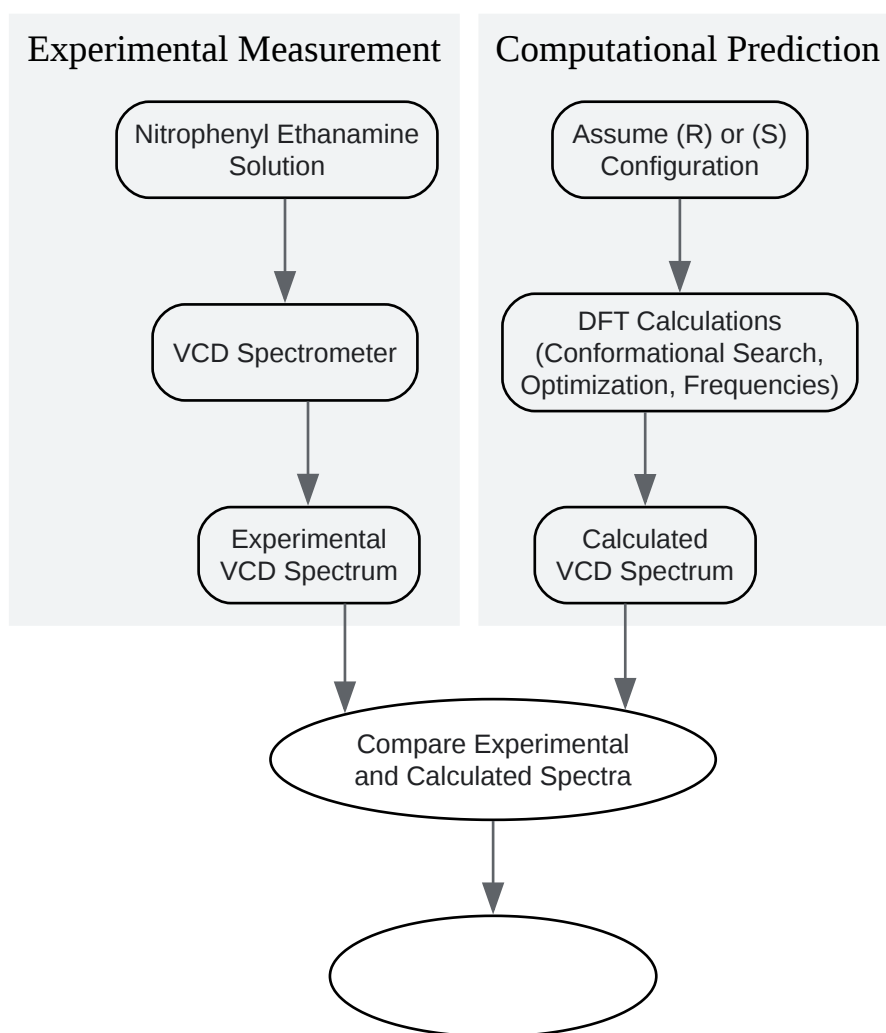 Experimental Measurement
Nitrophenyl Ethanamine
Solution
VCD Spectrometer
Experimental
VCD Spectrum
Computational Prediction
Assume (R) or (S)
Configuration
DFT Calculations
(Conformational Search,
Optimization, Frequencies)
Calculated
VCD Spectrum
Compare Experimental
and Calculated Spectra